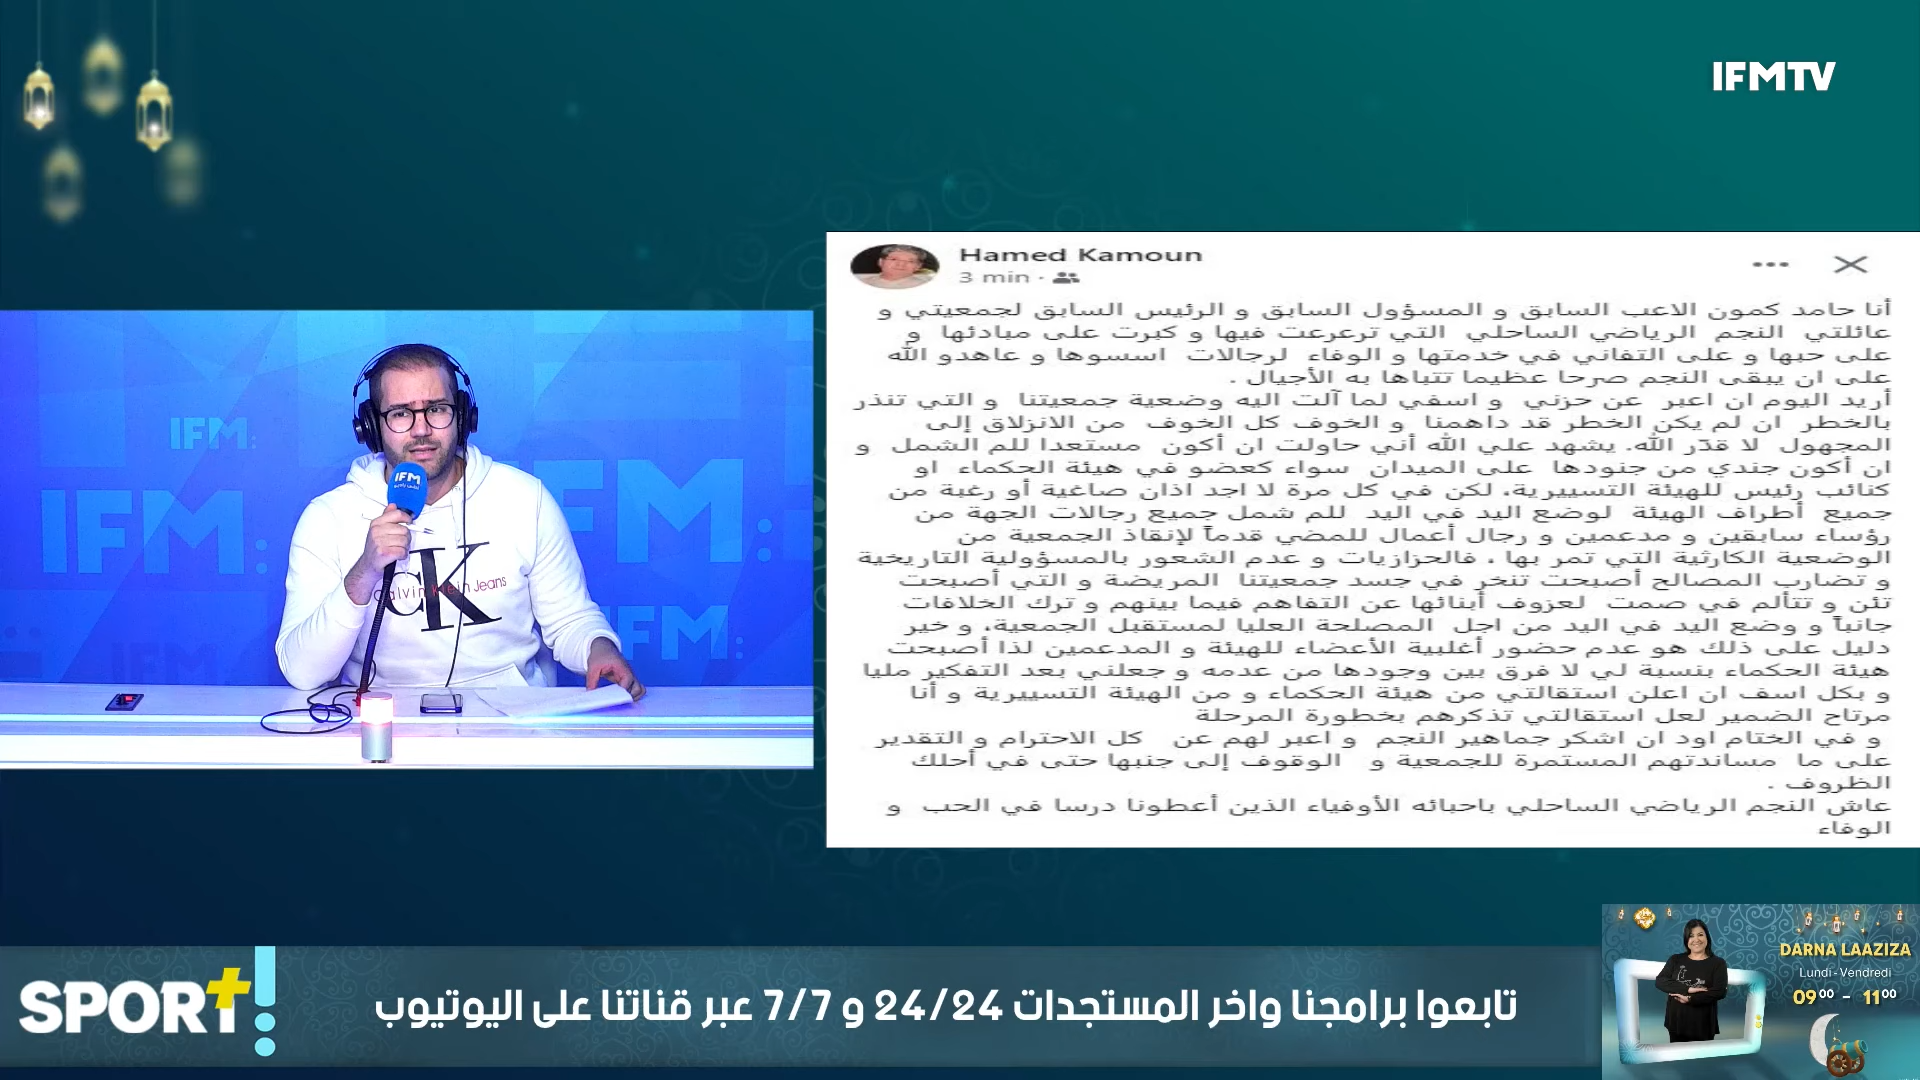 IFMTV
Hamed Kamoun
3 min ·
أنا حامد كمون الاعب السابق و المسؤول السابق و الرئيس السابق لجمعيتي و
عائلتي النجم الرياضي الساحلي التي ترعرعت فيها و كبرت على مبادئها و
على حبها و على التفاني في خدمتها و الوفاء لرجالات اسسوها و عاهدو الله
على ان يبقى النجم صرحا عظيما تتباها به الأجيال .
أريد اليوم ان اعبر عن حزني و اسفي لما آلت اليه وضعية جمعيتنا و التي تنذر
بالخطر ان لم يكن الخطر قد داهمنا و الخوف كل الخوف من الانزلاق إلى
المجهول لا قدّر الله. يشهد علي الله أني حاولت ان أكون مستعدا للم الشمل و
ان أكون جندي من جنودها على الميدان سواء كعضو في هيئة الحكماء او
كنائب رئيس للهيئة التسييرية، لكن في كل مرة لا اجد اذان صاغية أو رغبة من
جميع أطراف الهيئة لوضع اليد في اليد للم شمل جميع رجالات الجهة من
رؤساء سابقين و مدعمين و رجال أعمال للمضي قدماً لإنقاذ الجمعية من
الوضعية الكارثية التي تمر بها ، فالحزازيات و عدم الشعور بالمسؤولية التاريخية
و تضارب المصالح أصبحت تنخر في جسد جمعيتنا المريضة و التي أصبحت
تئن و تتألم في صمت لعزوف أبنائها عن التفاهم فيما بينهم و ترك الخلافات
جانباً و وضع اليد في اليد من اجل المصلحة العليا لمستقبل الجمعية، و خير
دليل على ذلك هو عدم حضور أغلبية الأعضاء للهيئة و المدعمين لذا أصبحت
هيئة الحكماء بنسبة لي لا فرق بين وجودها من عدمه و جعلني بعد التفكير مليا
و بكل اسف ان اعلن استقالتي من هيئة الحكماء و من الهيئة التسييرية و أنا
مرتاح الضمير لعل استقالتي تذكرهم بخطورة المرحلة
و في الختام اود ان اشكر جماهير النجم و اعبر لهم عن كل الاحترام و التقدير
على ما مساندتهم المستمرة للجمعية و الوقوف إلى جنبها حتى في أحلك
الظروف .
عاش النجم الرياضي الساحلي باحبائه الأوفياء الذين أعطونا درسا في الحب و
الوفاء
IFM
IFM
IFM
IFM
IFM
IFM
CK
Calvin Klein Jeans
SPORT!
تابعوا برامجنا واخر المستجدات 24/24 و 7/7 عبر قناتنا على اليوتيوب
DARNA LAAZIZA
Lundi - Vendredi
09 00 - 11 00